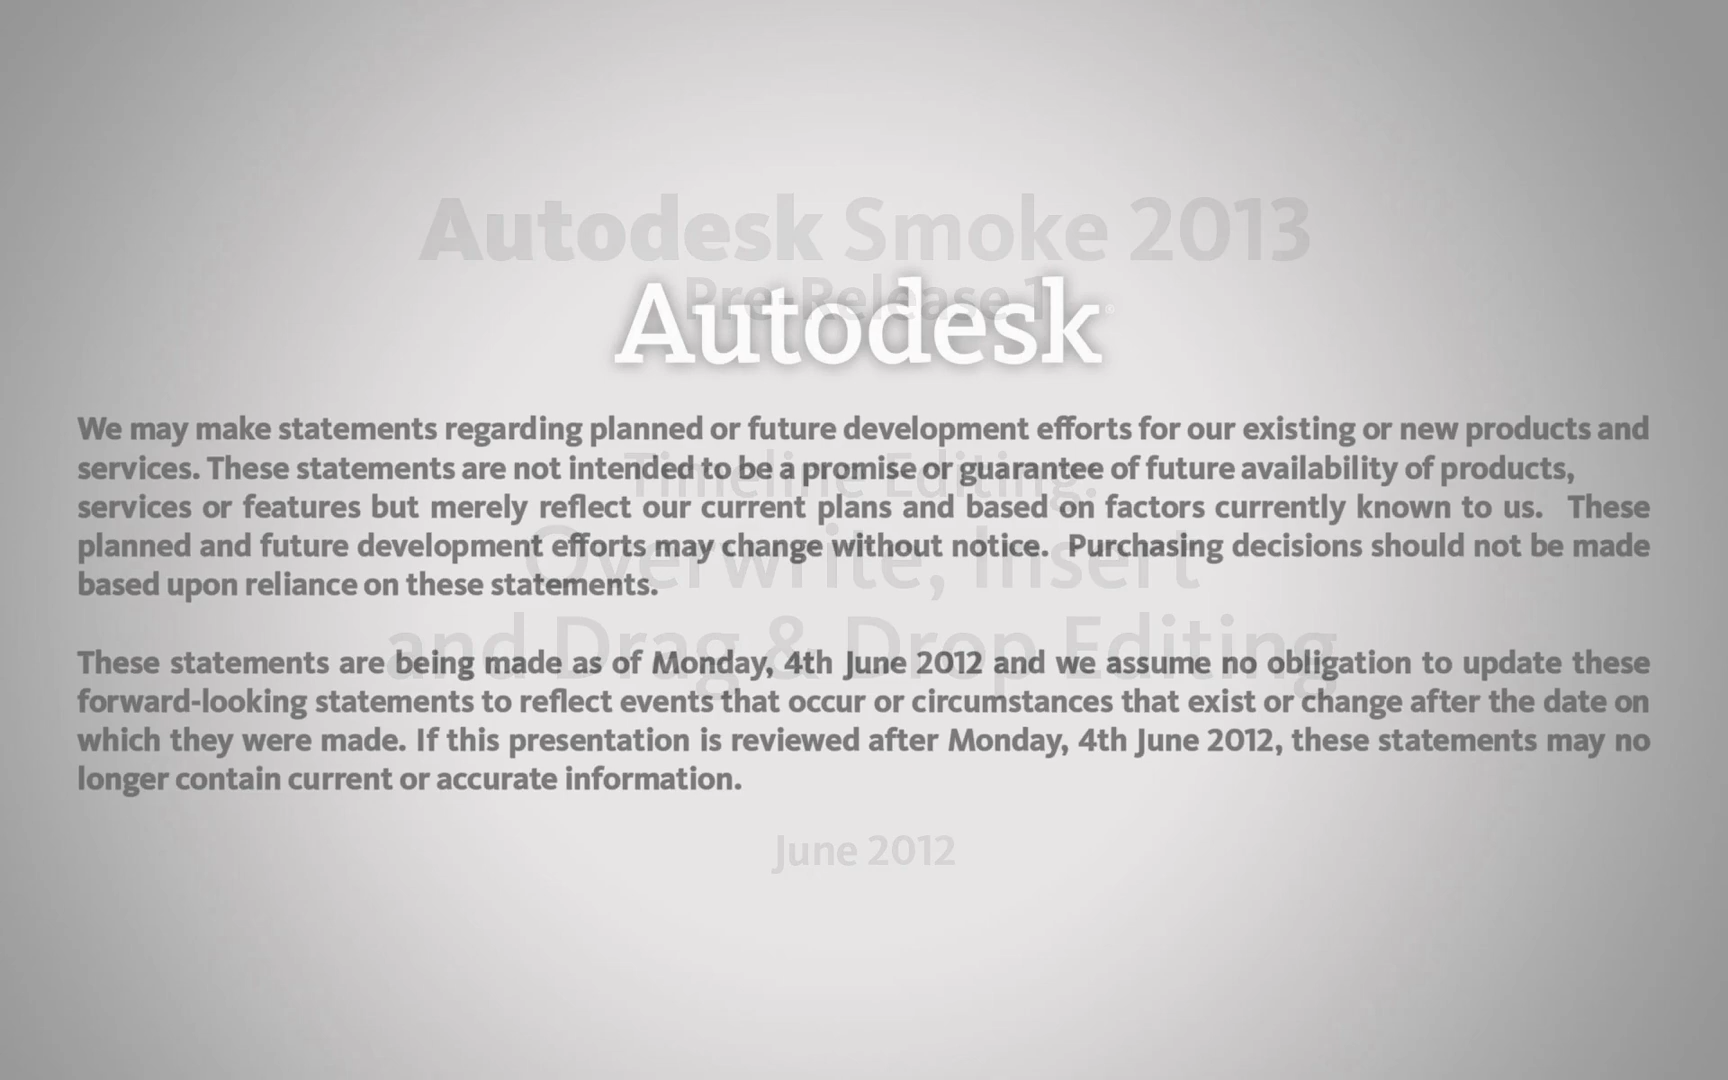 Autodesk Smoke 2013
Pre-Release 1
Autodesk®
We may make statements regarding planned or future development efforts for our existing or new products and
services. These statements are not intended to be a promise or guarantee of future availability of products,
services or features but merely reflect our current plans and based on factors currently known to us. These
planned and future development efforts may change without notice. Purchasing decisions should not be made
based upon reliance on these statements.
These statements are being made as of Monday, 4th June 2012 and we assume no obligation to update these
forward-looking statements to reflect events that occur or circumstances that exist or change after the date on
which they were made. If this presentation is reviewed after Monday, 4th June 2012, these statements may no
longer contain current or accurate information.
Timeline Editing:
Overwrite, Insert
and Drag & Drop Editing
June 2012